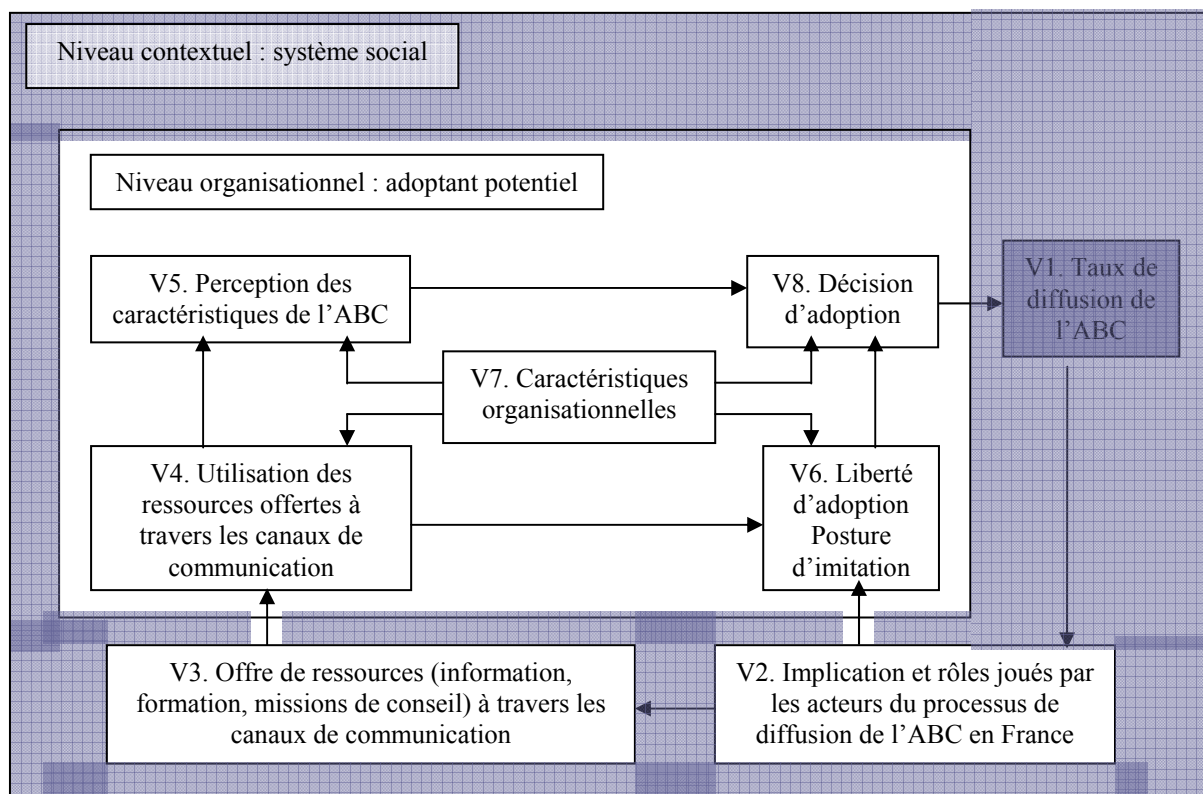 Niveau contextuel : système social
Niveau organisationnel : adoptant potentiel
V5. Perception des
caractéristiques de l’ABC
V8. Décision
d’adoption
V1. Taux de
diffusion de
l’ABC
V7. Caractéristiques
organisationnelles
V4. Utilisation des
ressources offertes à
travers les canaux de
communication
V6. Liberté
d’adoption
Posture
d’imitation
V3. Offre de ressources (information,
formation, missions de conseil) à travers les
canaux de communication
V2. Implication et rôles joués par
les acteurs du processus de
diffusion de l’ABC en France